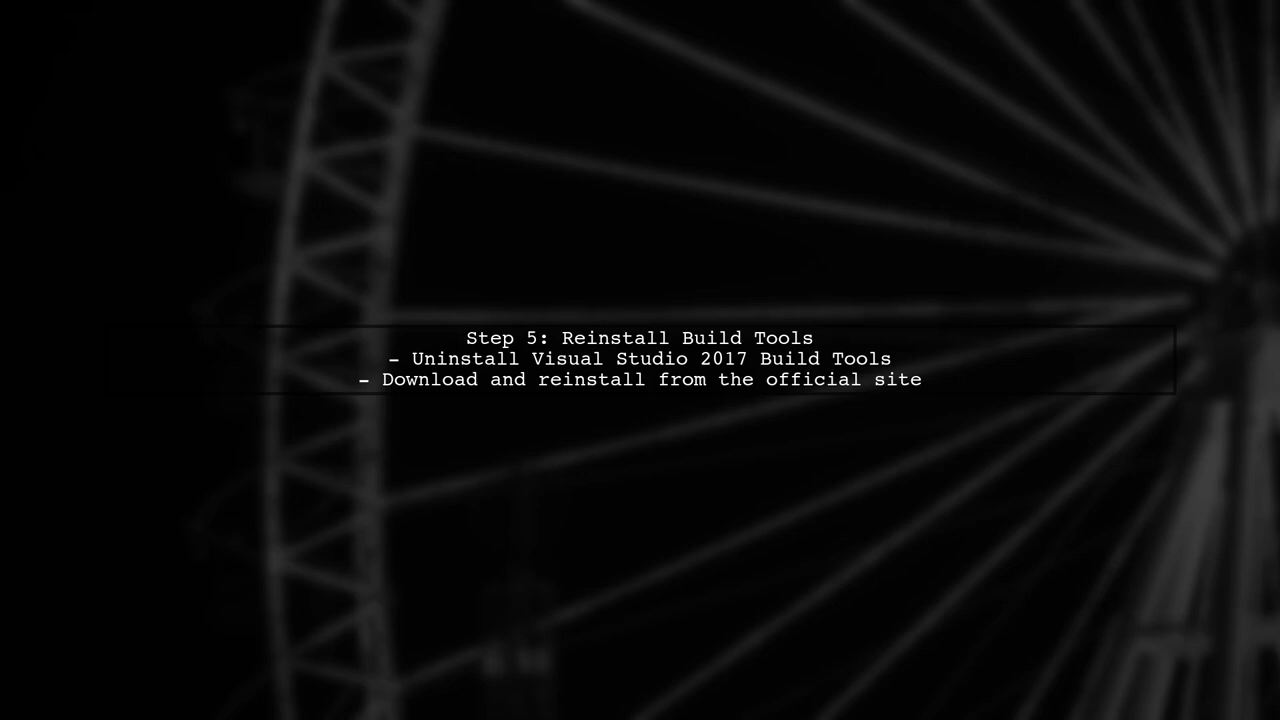 Step 5: Reinstall Build Tools
- Uninstall Visual Studio 2017 Build Tools
- Download and reinstall from the official site